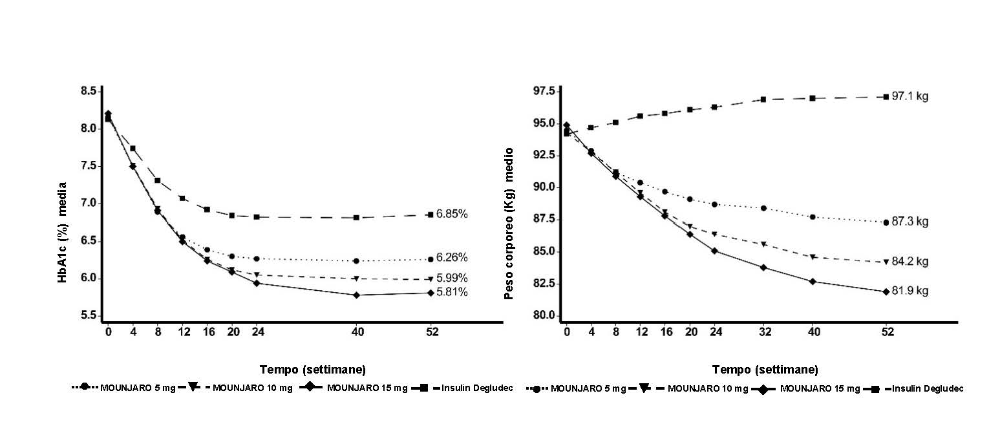 8.5
8.0
7.5
7.0
6.5
6.0
5.5
HbA1c (%) media
6.85%
6.26%
5.99%
5.81%
0 4 8 12 16 20 24 40 52
Tempo (settimane)
MOUNJARO 5 mg MOUNJARO 10 mg MOUNJARO 15 mg Insulin Degludec
97.5
95.0
92.5
90.0
87.5
85.0
82.5
80.0
Peso corporeo (Kg) medio
97.1 kg
87.3 kg
84.2 kg
81.9 kg
0 4 8 12 16 20 24 32 40 52
Tempo (settimane)
MOUNJARO 5 mg MOUNJARO 10 mg MOUNJARO 15 mg Insulin Degludec